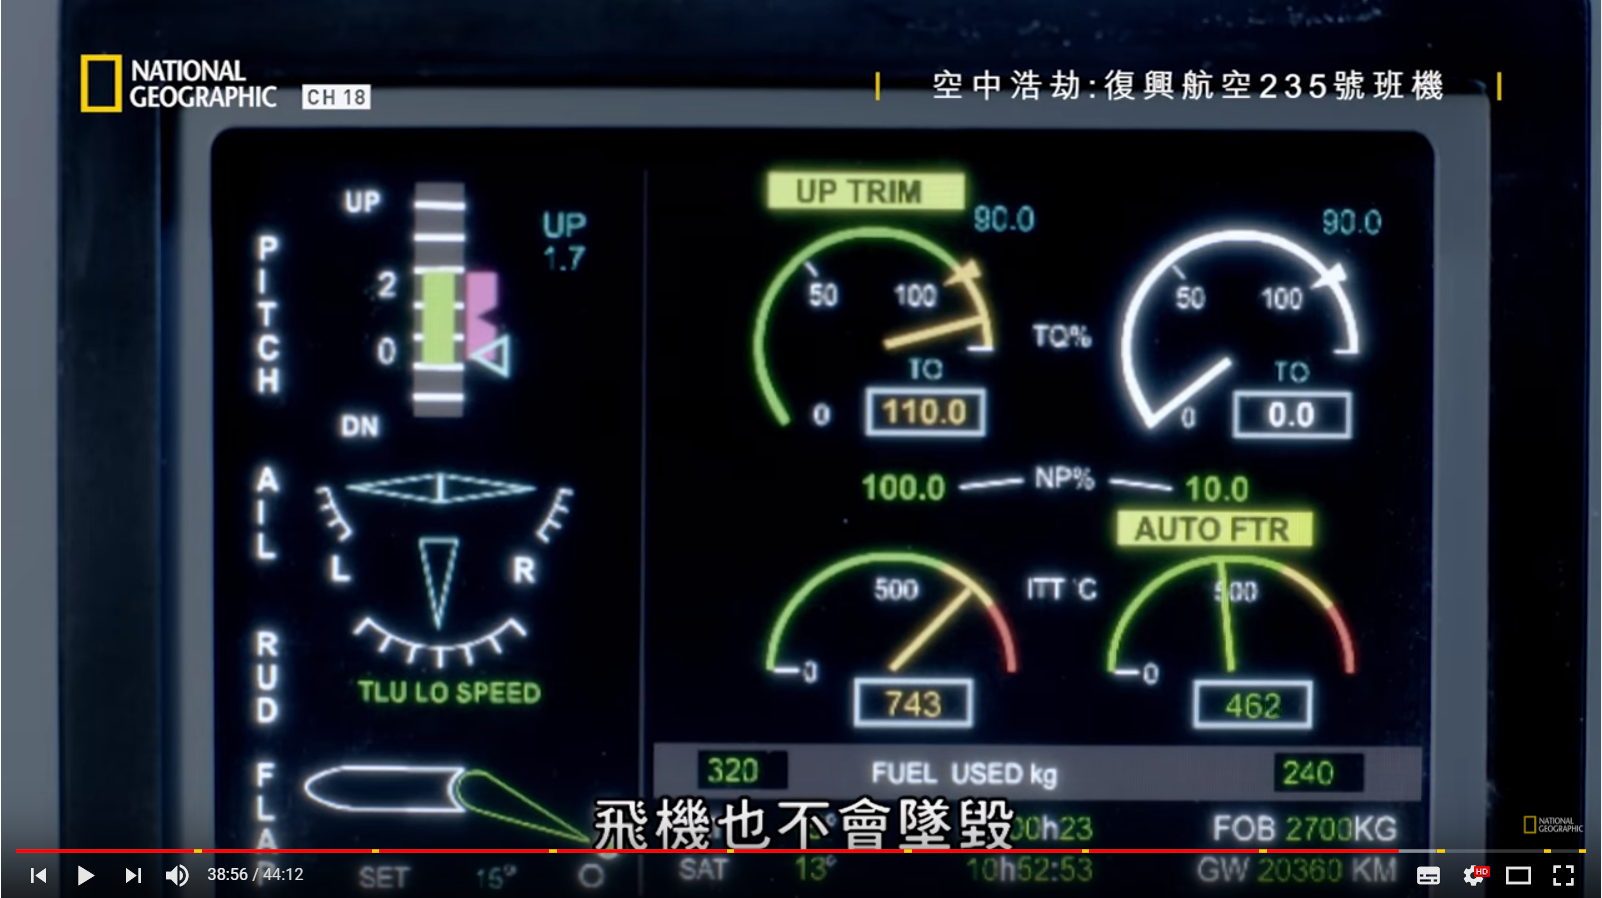 NATIONAL
GEOGRAPHIC CH 18
空中浩劫:復興航空235號班機
PITCH
UP
2
0
DN
UP
1.7
AIL
L
R
RUD
TLU LO SPEED
FLAP
SET 15°
UP TRIM
90.0
50
100
0
TO
110.0
TQ%
90.0
50
100
0
TO
0.0
100.0 NP% 10.0
AUTO FTR
500
0
743
ITT °C
500
0
462
320 FUEL USED kg 240
00h23 FOB 2700KG
SAT 13° 10h52:53 GW 20360 KM
飛機也不會墜毀
NATIONAL
GEOGRAPHIC
38:56 / 44:12
HD